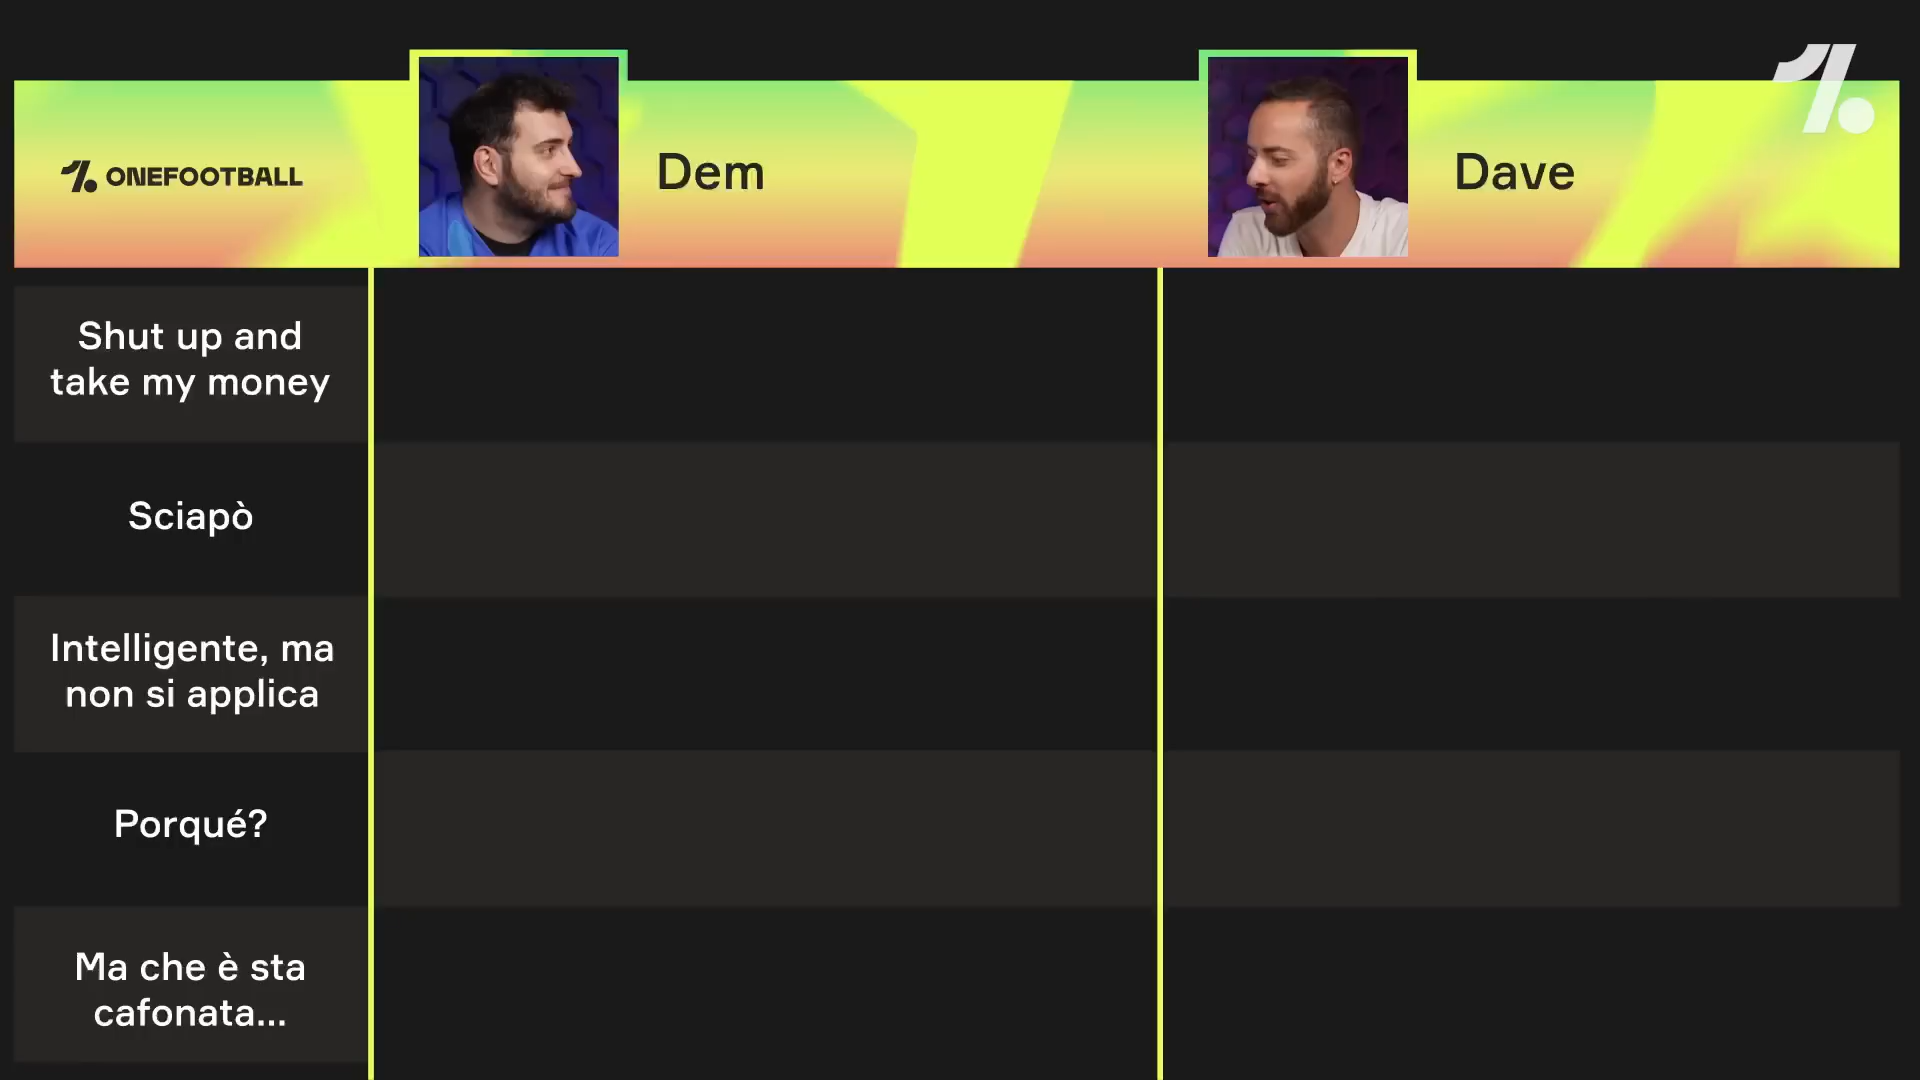 ONEFOOTBALL
Dem
Dave
Shut up and
take my money
Sciapò
Intelligente, ma
non si applica
Porqué?
Ma che è sta
cafonata...